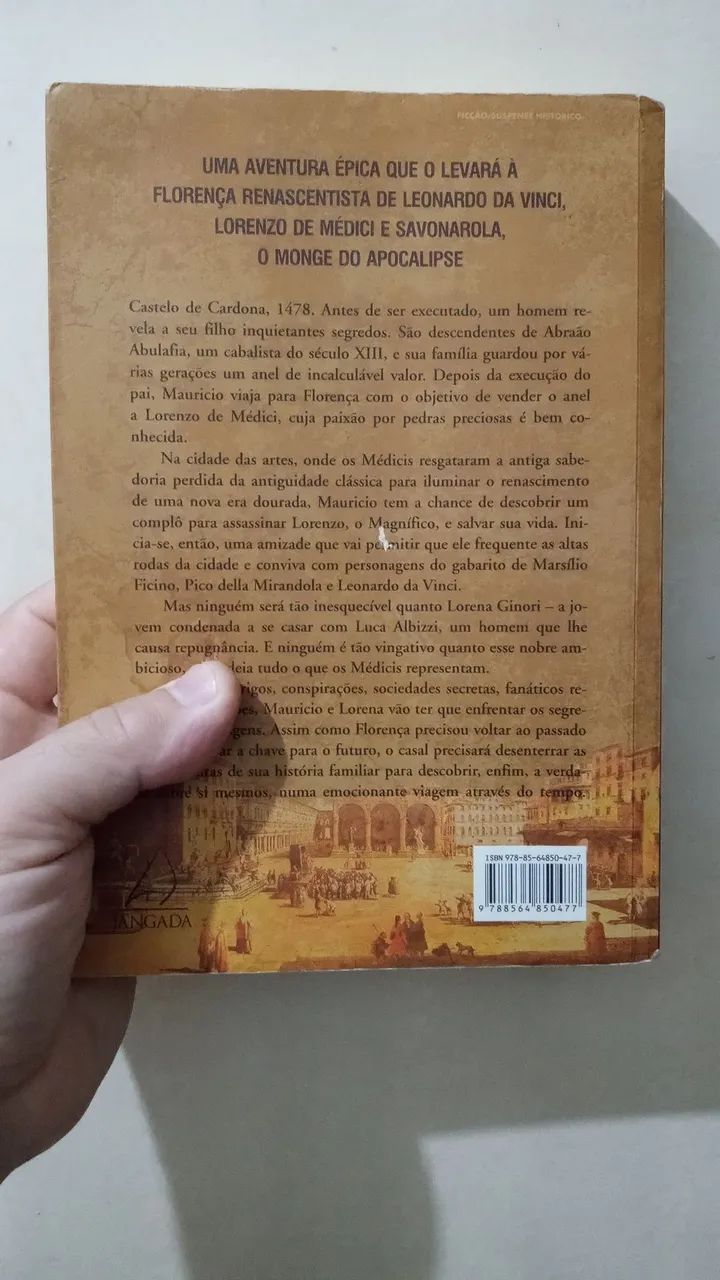 FICÇÃO/SUSPENSE HISTÓRICO
UMA AVENTURA ÉPICA QUE O LEVARÁ À
FLORENÇA RENASCENTISTA DE LEONARDO DA VINCI,
LORENZO DE MÉDICI E SAVONAROLA,
O MONGE DO APOCALIPSE
Castelo de Cardona, 1478. Antes de ser executado, um homem re-
vela a seu filho inquietantes segredos. São descendentes de Abraão
Abulafia, um cabalista do século XIII, e sua família guardou por vá-
rias gerações um anel de incalculável valor. Depois da execução do
pai, Mauricio viaja para Florença com o objetivo de vender o anel
a Lorenzo de Médici, cuja paixão por pedras preciosas é bem co-
nhecida.
Na cidade das artes, onde os Médicis resgataram a antiga sabe-
doria perdida da antiguidade clássica para iluminar o renascimento
de uma nova era dourada, Mauricio tem a chance de descobrir um
complô para assassinar Lorenzo, o Magnífico, e salvar sua vida. Ini-
cia-se, então, uma amizade que vai permitir que ele frequente as altas
rodas da cidade e conviva com personagens do gabarito de Marsílio
Ficino, Pico della Mirandola e Leonardo da Vinci.
Mas ninguém será tão inesquecível quanto Lorena Ginori – a jo-
vem condenada a se casar com Luca Albizzi, um homem que lhe
causa repugnância. E ninguém é tão vingativo quanto esse nobre am-
bicioso, deia tudo o que os Médicis representam.
rigos, conspirações, sociedades secretas, fanáticos re-
es, Mauricio e Lorena vão ter que enfrentar os segre-
gens. Assim como Florença precisou voltar ao passado
ar a chave para o futuro, o casal precisará desenterrar as
de sua história familiar para descobrir, enfim, a verda-
si mesmos, numa emocionante viagem através do tempo.
ISBN 978-85-64850-47-7
9 788564 850477
JANGADA